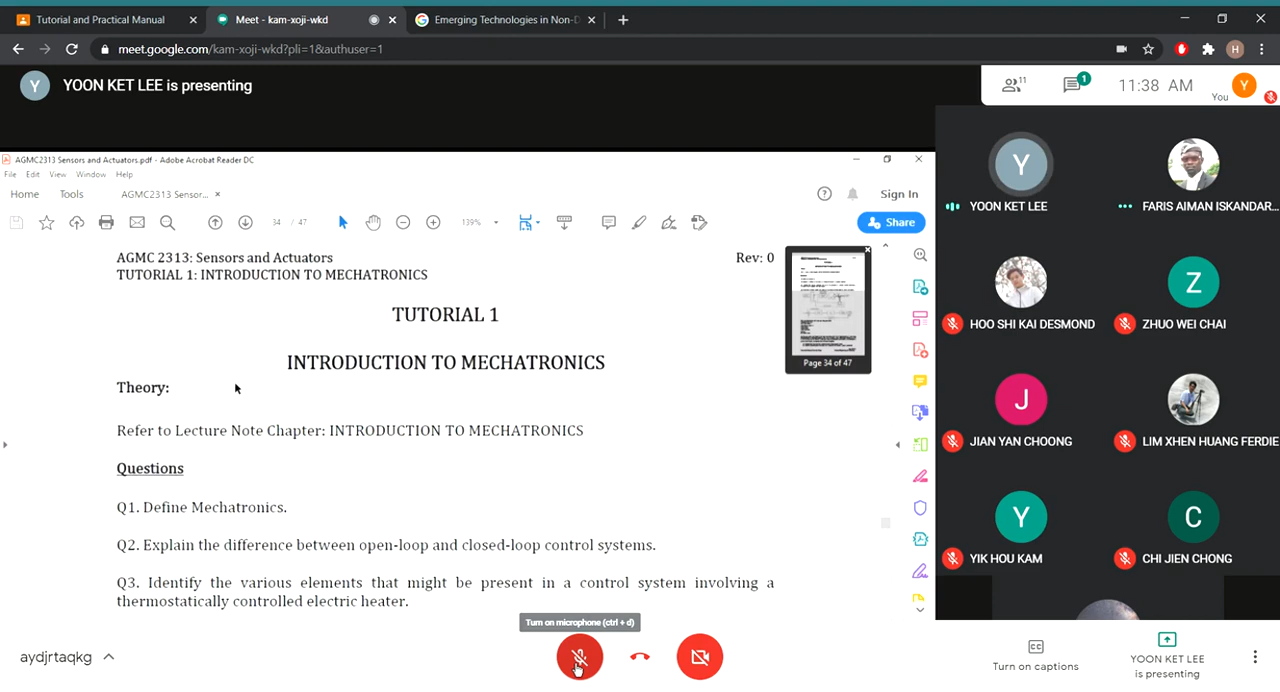 Tutorial and Practical Manual
Meet - kam-xoji-wkd
Emerging Technologies in Non-D
meet.google.com/kam-xoji-wkd?pli=1&authuser=1
H
Y
YOON KET LEE is presenting
11
1
11:38 AM
You
Y
AGMC2313 Sensors and Actuators.pdf - Adobe Acrobat Reader DC
File Edit View Window Help
Home Tools AGMC2313 Sensor...
Sign In
34 / 47
139%
Share
AGMC 2313: Sensors and Actuators
Rev: 0
TUTORIAL 1: INTRODUCTION TO MECHATRONICS
TUTORIAL 1
INTRODUCTION TO MECHATRONICS
Page 34 of 47
Theory:
Refer to Lecture Note Chapter: INTRODUCTION TO MECHATRONICS
Questions
Q1. Define Mechatronics.
Q2. Explain the difference between open-loop and closed-loop control systems.
Q3. Identify the various elements that might be present in a control system involving a
thermostatically controlled electric heater.
Y
YOON KET LEE
FARIS AIMAN ISKANDAR...
Z
HOO SHI KAI DESMOND
ZHUO WEI CHAI
J
JIAN YAN CHOONG
LIM XHEN HUANG FERDIE
Y
C
YIK HOU KAM
CHI JIEN CHONG
Turn on microphone (ctrl + d)
aydjrtaqkg
CC
Turn on captions
YOON KET LEE
is presenting